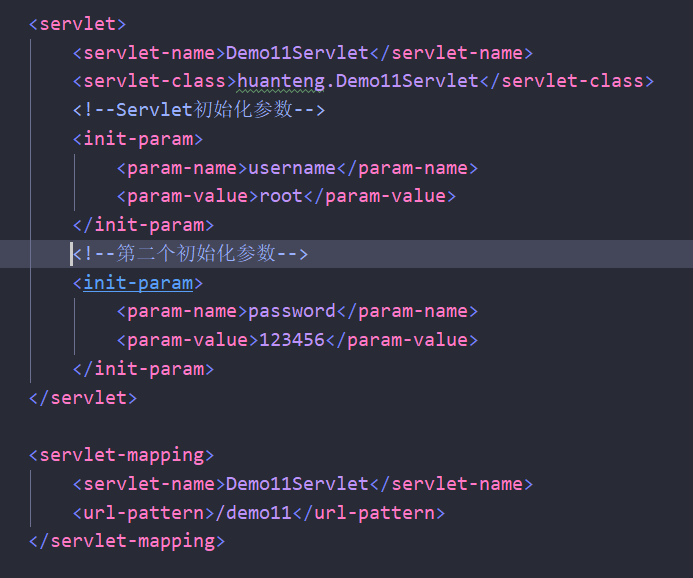 <servlet>
<servlet-name>Demo11Servlet</servlet-name>
<servlet-class>huanteng.Demo11Servlet</servlet-class>
<!--Servlet初始化参数-->
<init-param>
<param-name>username</param-name>
<param-value>root</param-value>
</init-param>
<!--第二个初始化参数-->
<init-param>
<param-name>password</param-name>
<param-value>123456</param-value>
</init-param>
</servlet>
<servlet-mapping>
<servlet-name>Demo11Servlet</servlet-name>
<url-pattern>/demo11</url-pattern>
</servlet-mapping>